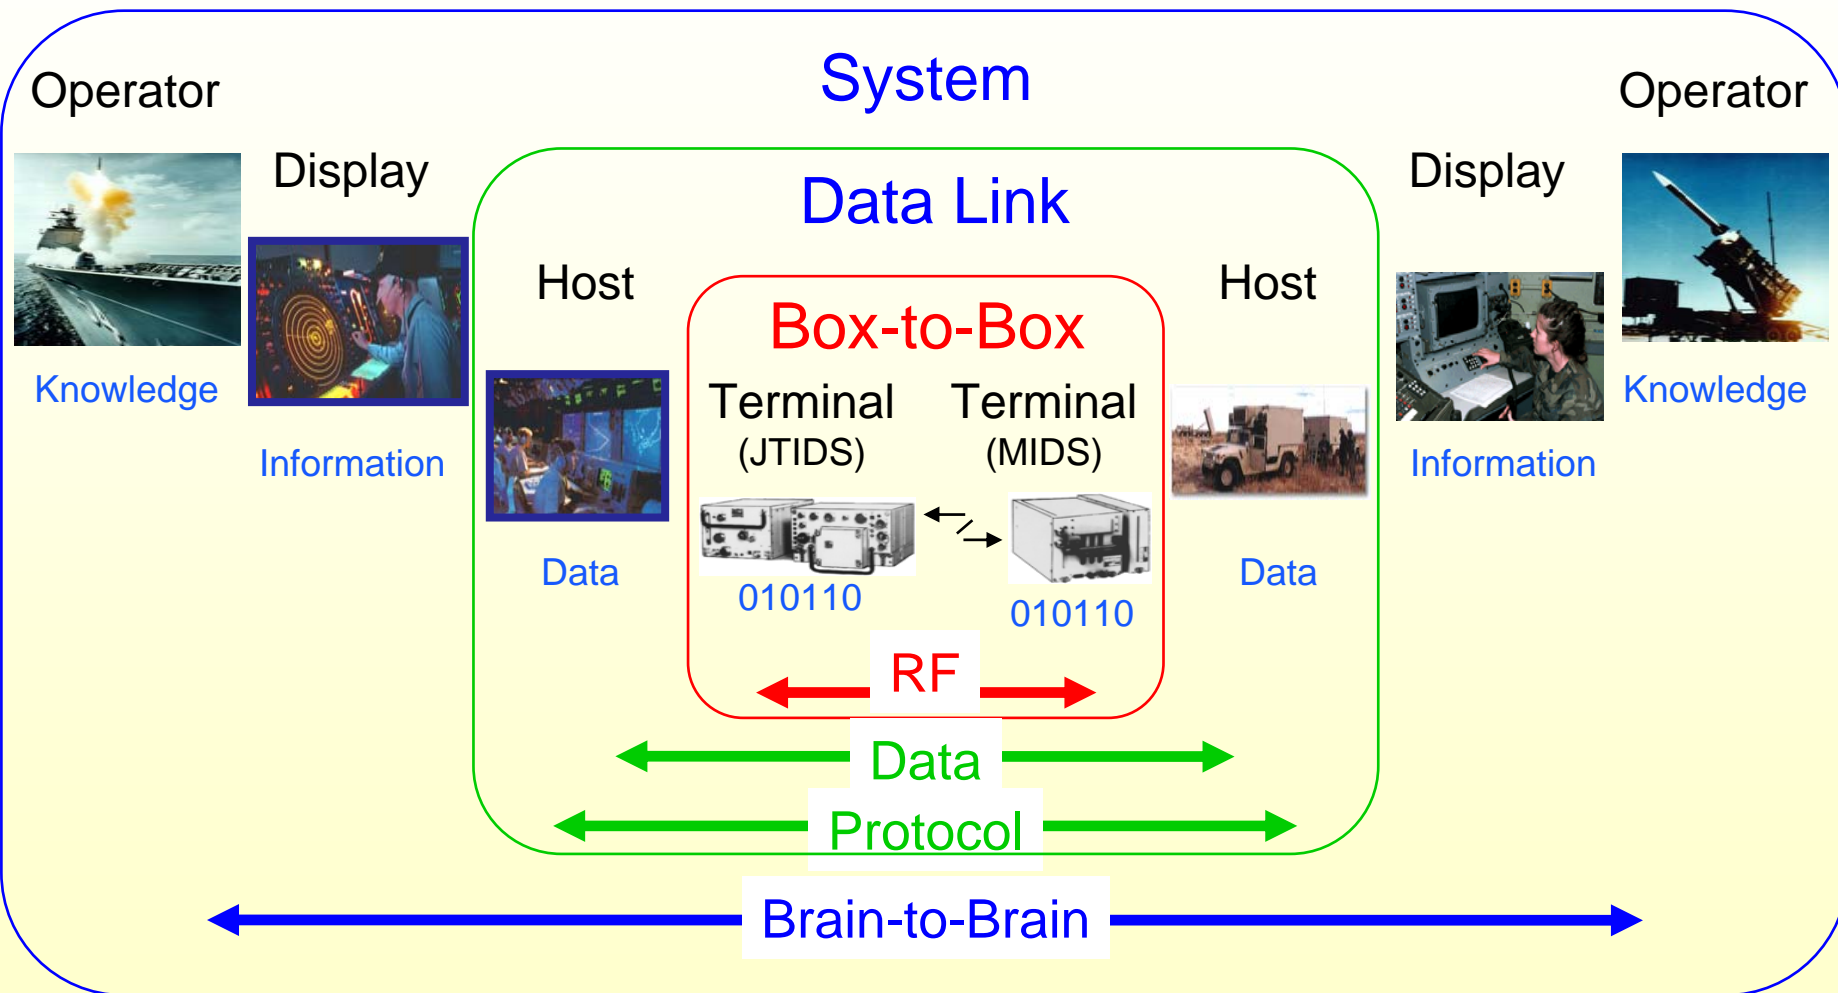 System
Operator
Operator
Display
Display
Data Link
Host
Host
Box-to-Box
Knowledge
Knowledge
Terminal
(JTIDS)
Terminal
(MIDS)
Information
Information
Data
Data
010110
010110
RF
Data
Protocol
Brain-to-Brain